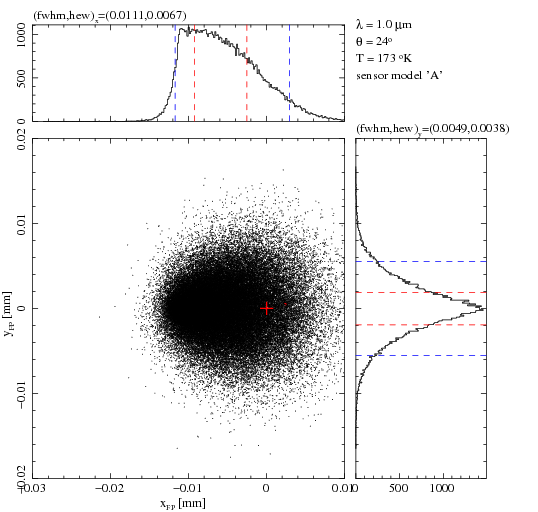 (fwhm,hew)ₓ=(0.0111,0.0067)
λ = 1.0 μm
θ = 24°
T = 173 °K
sensor model 'A'
1000
500
0
(fwhm,hew)ᵧ=(0.0049,0.0038)
0.02
0.01
0
−0.01
−0.02
y_FP [mm]
−0.03 −0.02 −0.01 0 0.01
0 500 1000
x_FP [mm]